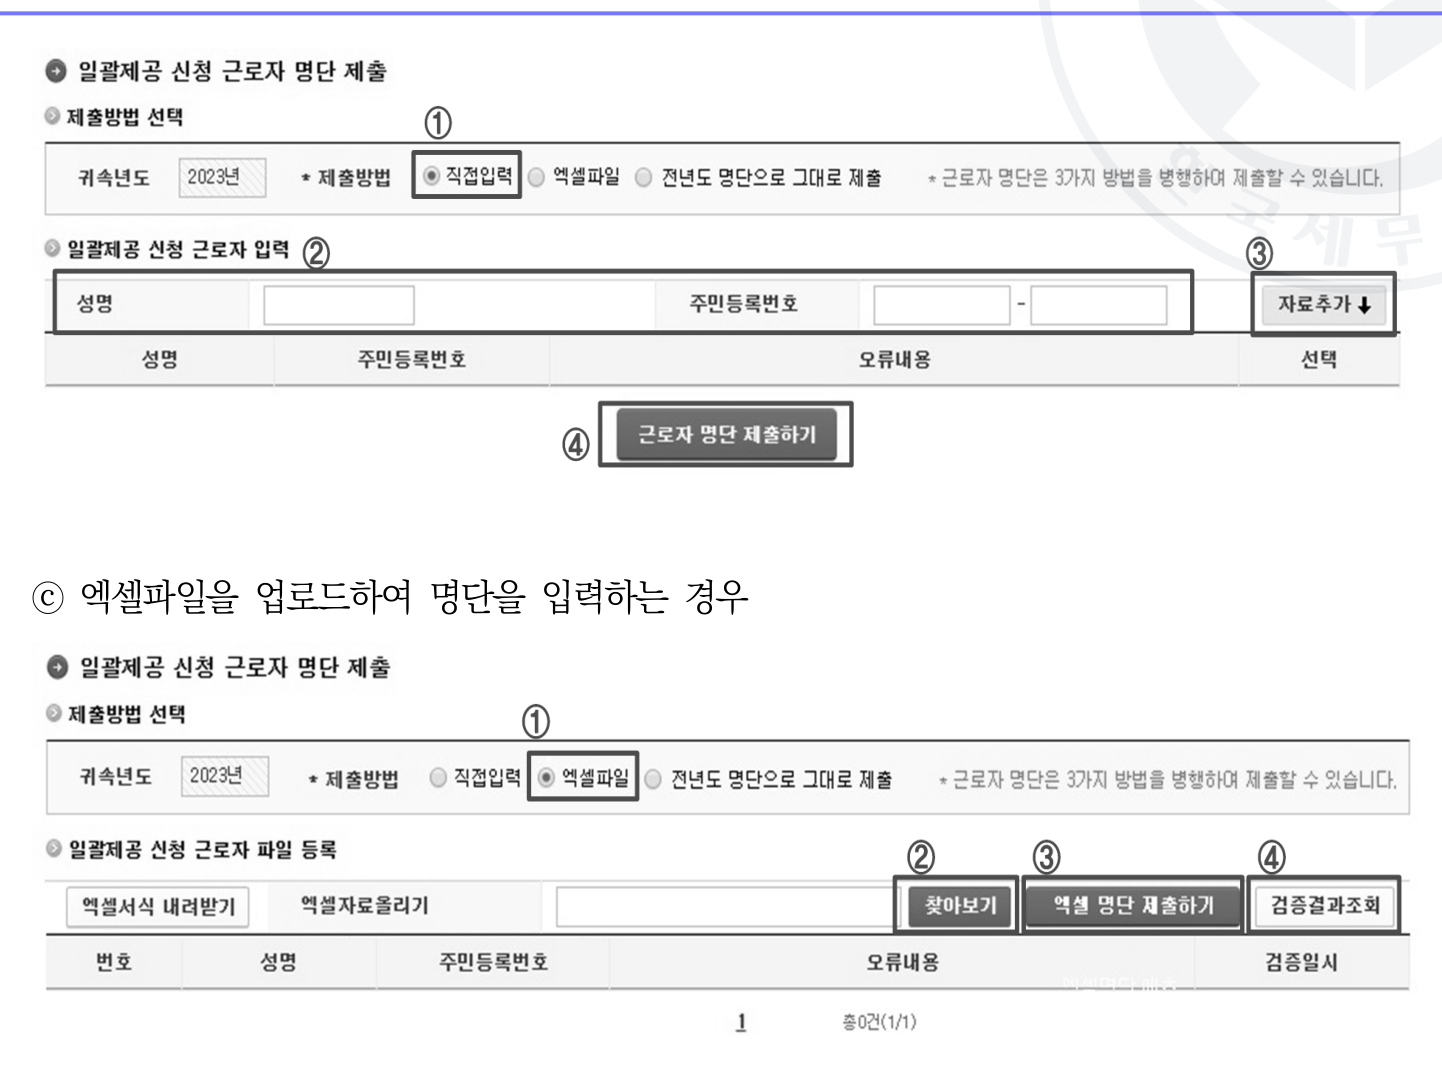 일괄제공 신청 근로자 명단 제출
제출방법 선택
①
귀속년도 2023년 * 제출방법 직접입력 엑셀파일 전년도 명단으로 그대로 제출 * 근로자 명단은 3가지 방법을 병행하여 제출할 수 있습니다.
일괄제공 신청 근로자 입력 ② ③
성명 주민등록번호 - 자료추가 ↓
성명 주민등록번호 오류내용 선택
④ 근로자 명단 제출하기
ⓒ 엑셀파일을 업로드하여 명단을 입력하는 경우
일괄제공 신청 근로자 명단 제출
제출방법 선택
①
귀속년도 2023년 * 제출방법 직접입력 엑셀파일 전년도 명단으로 그대로 제출 * 근로자 명단은 3가지 방법을 병행하여 제출할 수 있습니다.
일괄제공 신청 근로자 파일 등록 ② ③ ④
엑셀서식 내려받기 엑셀자료올리기 찾아보기 엑셀 명단 제출하기 검증결과조회
번호 성명 주민등록번호 오류내용 검증일시
1 총0건(1/1)
한국세무